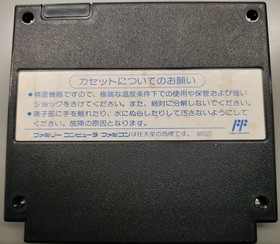 カセットについてのお願い
●精密機器ですので、極端な温度条件下での使用や保管および強い
ショックをさけてください。また、絶対に分解しないでください。
●端子部に手を触れたり、水にぬらしたりして汚さないようにしてください。
故障の原因となります。
ファミリーコンピュータ ファミコンは任天堂の商標です。
FF